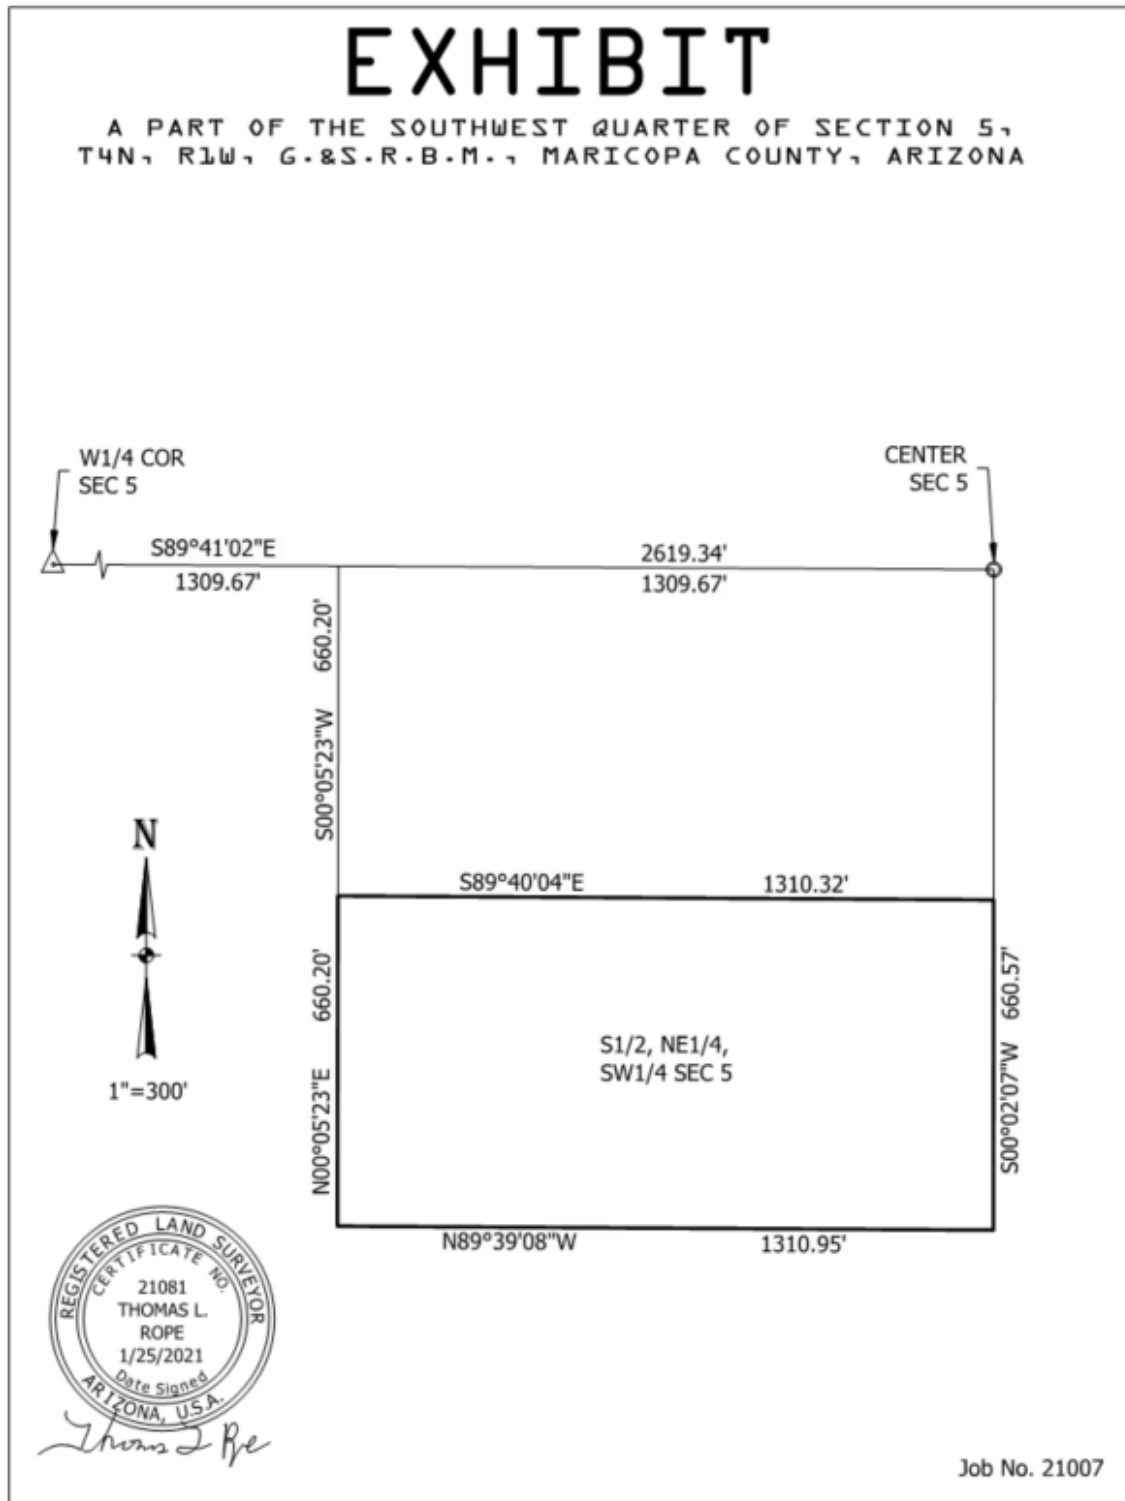 EXHIBIT
A PART OF THE SOUTHWEST QUARTER OF SECTION 5,
T4N, R1W, G.&S.R.B.M., MARICOPA COUNTY, ARIZONA
W1/4 COR
SEC 5
CENTER
SEC 5
S89°41'02"E
2619.34'
1309.67'
1309.67'
S00°05'23"W 660.20'
S89°40'04"E
1310.32'
N
1"=300'
N00°05'23"E 660.20'
S1/2, NE1/4,
SW1/4 SEC 5
S00°02'07"W 660.57'
N89°39'08"W
1310.95'
REGISTERED LAND SURVEYOR
CERTIFICATE NO.
21081
THOMAS L.
ROPE
1/25/2021
Date Signed
ARIZONA, U.S.A.
Job No. 21007